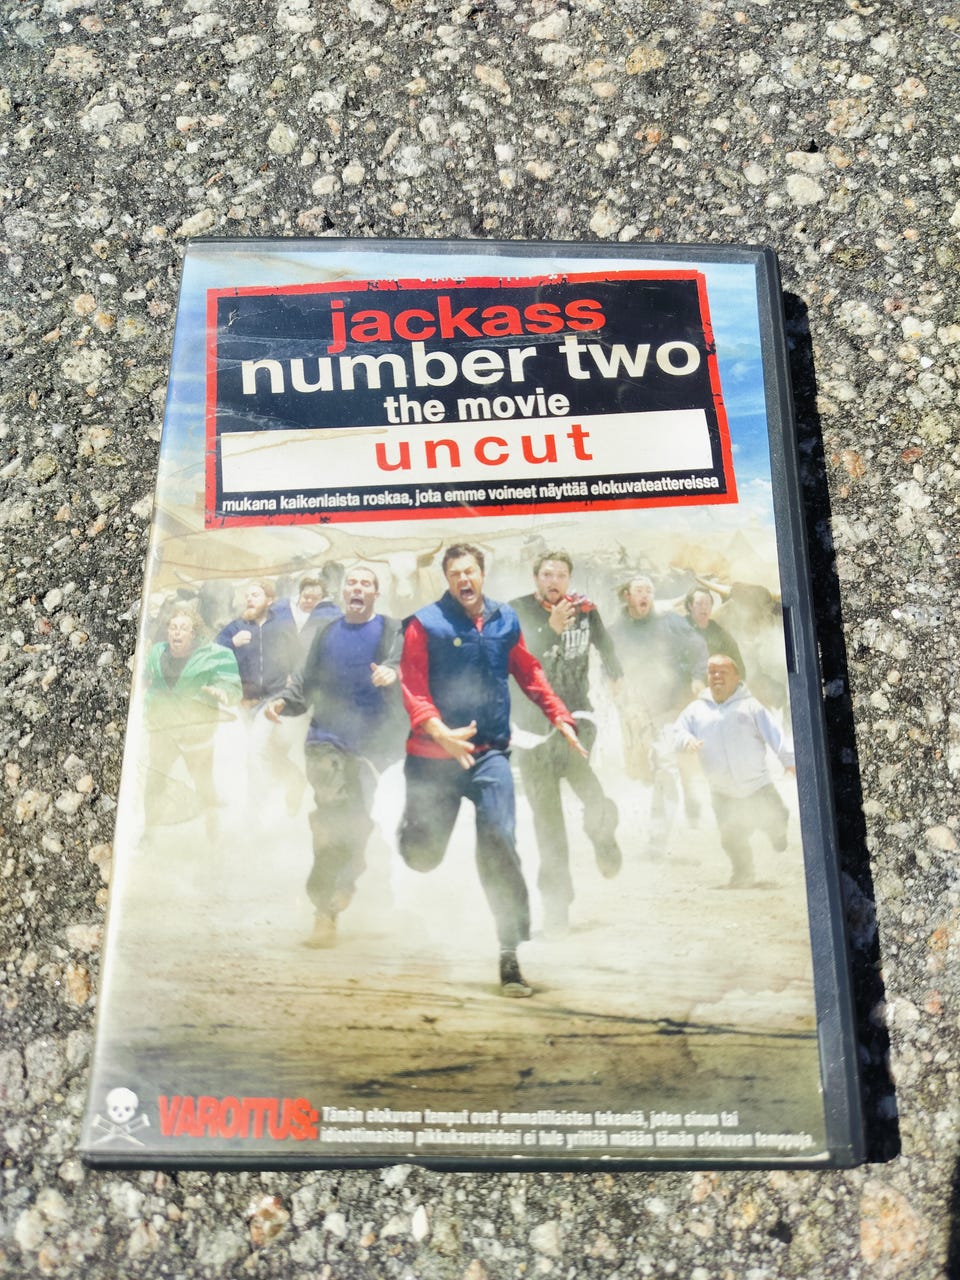 jackass
number two
the movie
uncut
mukana kaikenlaista roskaa, jota emme voineet näyttää elokuvateattereissa
VAROITUS: Tämän elokuvan temput ovat ammattilaisten tekemiä, joten sinun tai
idioottimaisten pikkukavereidesi ei tule yrittää mitään tämän elokuvan temppuja.